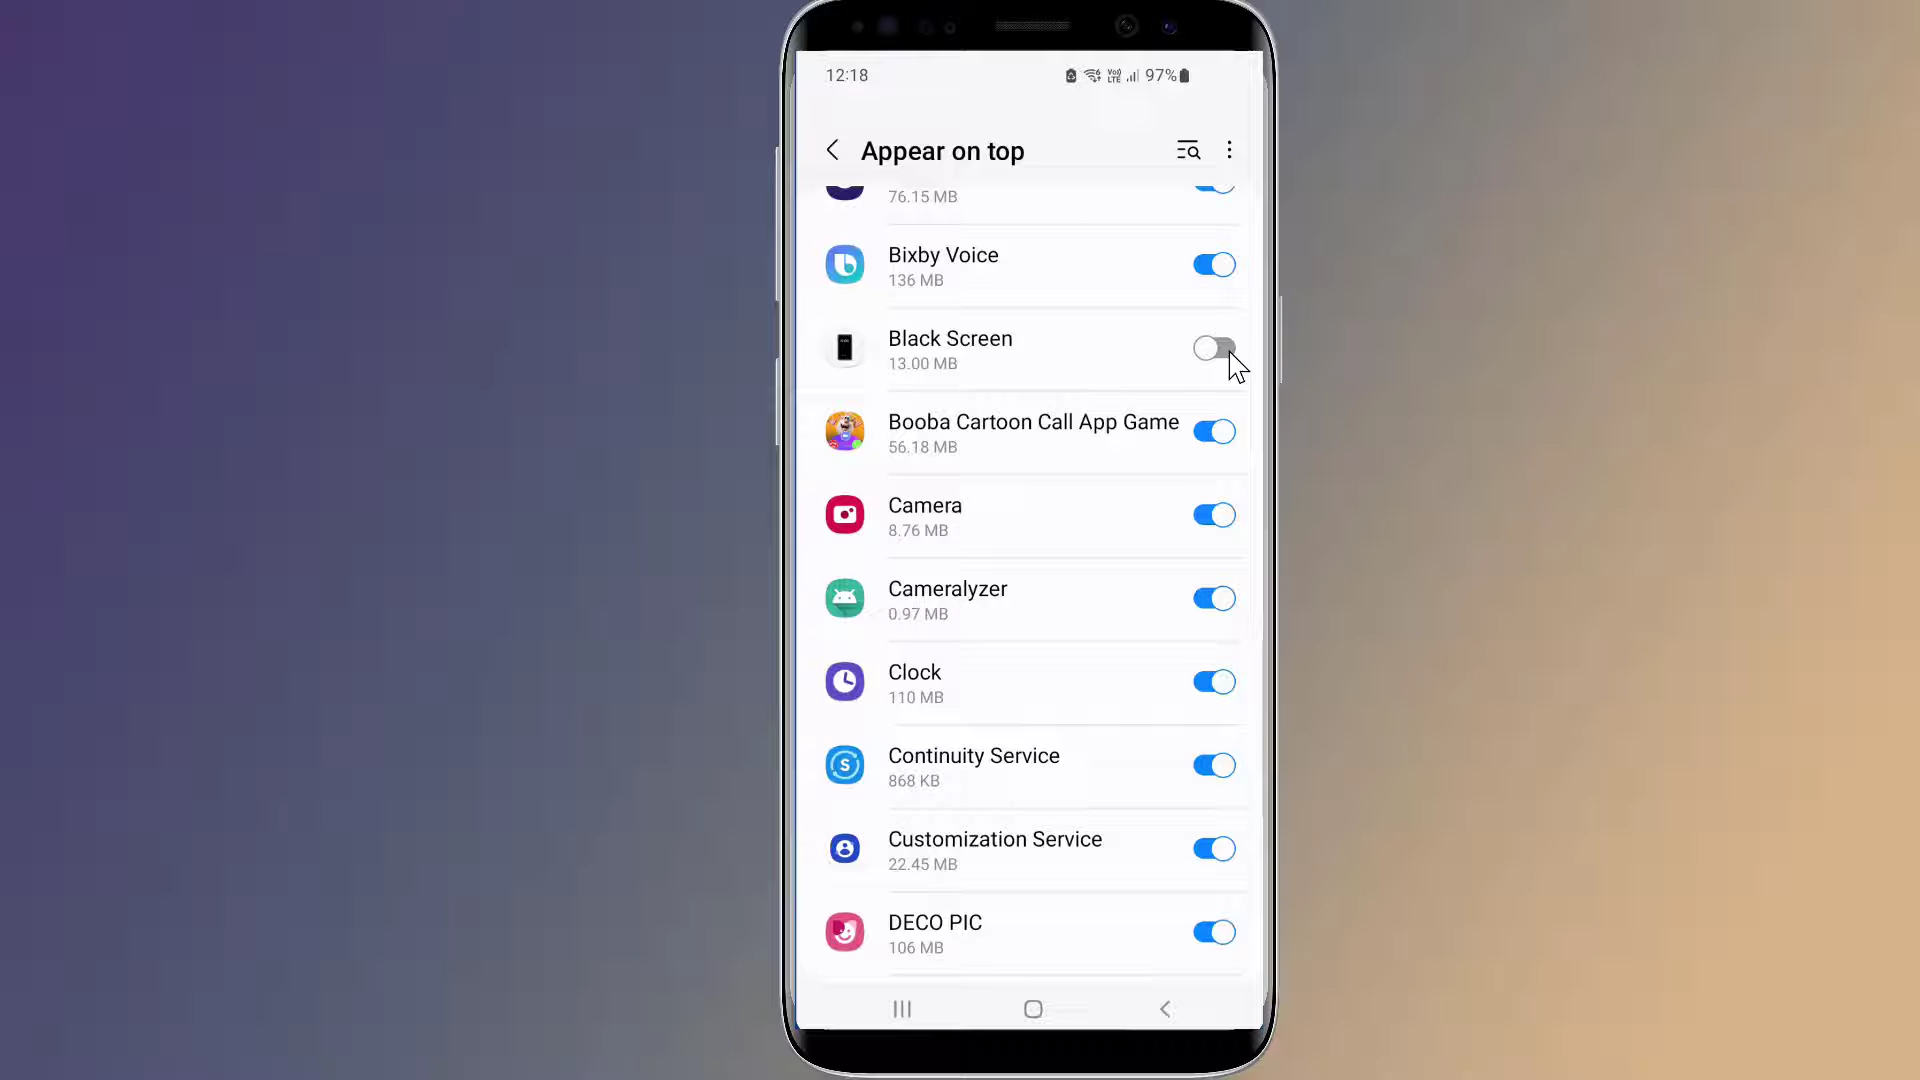 12:18
Vo) LTE 97%
Appear on top
76.15 MB
Bixby Voice
136 MB
Black Screen
13.00 MB
Booba Cartoon Call App Game
56.18 MB
Camera
8.76 MB
Cameralyzer
0.97 MB
Clock
110 MB
Continuity Service
868 KB
Customization Service
22.45 MB
DECO PIC
106 MB